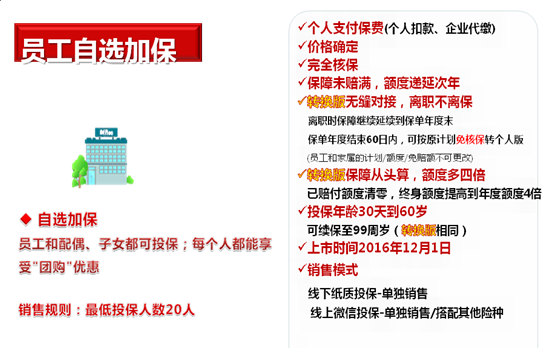 员工自选加保
Office
◆ 自选加保
员工和配偶、子女都可投保；每个人都能享
受"团购"优惠
销售规则：最低投保人数20人
✓个人支付保费(个人扣款、企业代缴)
✓价格确定
✓完全核保
✓保障未赔满，额度递延次年
✓转换版无缝对接，离职不离保
离职时保障继续延续到保单年度末
保单年度结束60日内，可按原计划免核保转个人版
(员工和家属的计划/额度/免赔额不可更改)
✓转换版保障从头算，额度多四倍
已赔付额度清零，终身额度提高到年度额度4倍
✓投保年龄30天到60岁
可续保至99周岁（转换版相同）
✓上市时间2016年12月1日
✓销售模式
线下纸质投保-单独销售
线上微信投保-单独销售/搭配其他险种